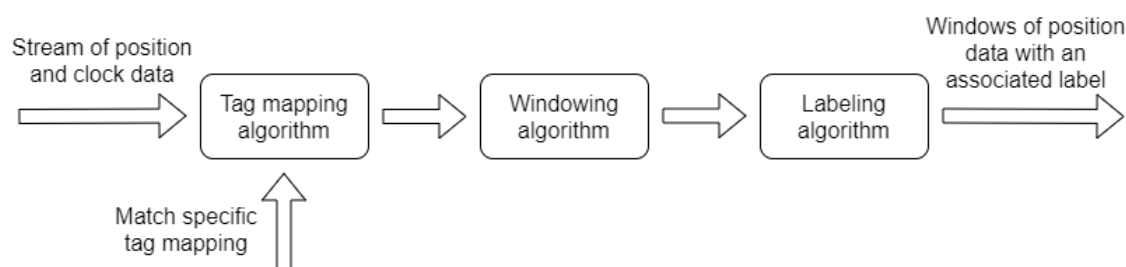 Stream of position
and clock data
Tag mapping
algorithm
Windowing
algorithm
Labeling
algorithm
Windows of position
data with an
associated label
Match specific
tag mapping